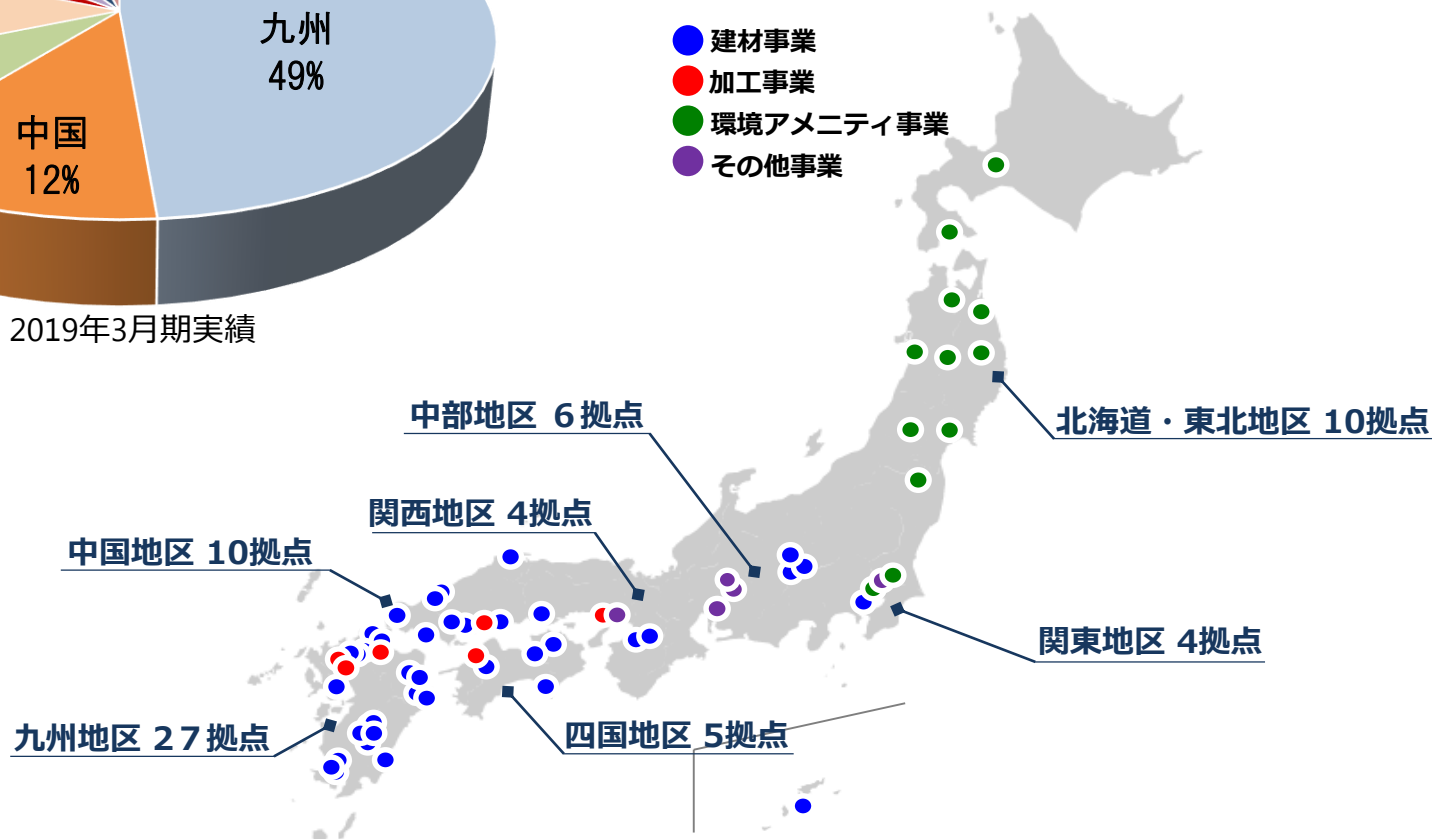 九州
49%
中国
12%
2019年3月期実績
建材事業
加工事業
環境アメニティ事業
その他事業
中部地区 ６拠点
北海道・東北地区 10拠点
関西地区 4拠点
中国地区 10拠点
関東地区 4拠点
九州地区 ２７拠点
四国地区 5拠点